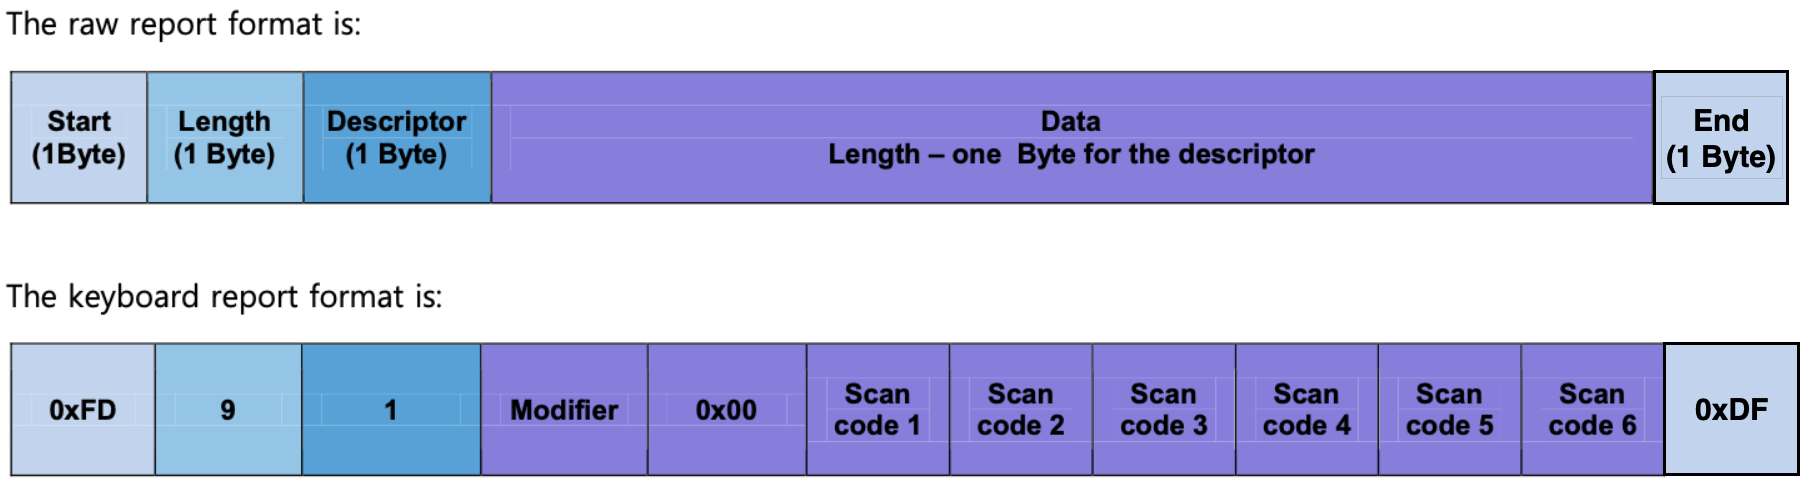 The raw report format is:
Start
(1Byte)
Length
(1 Byte)
Descriptor
(1 Byte)
Data
Length – one Byte for the descriptor
End
(1 Byte)
The keyboard report format is:
0xFD
9
1
Modifier
0x00
Scan
code 1
Scan
code 2
Scan
code 3
Scan
code 4
Scan
code 5
Scan
code 6
0xDF